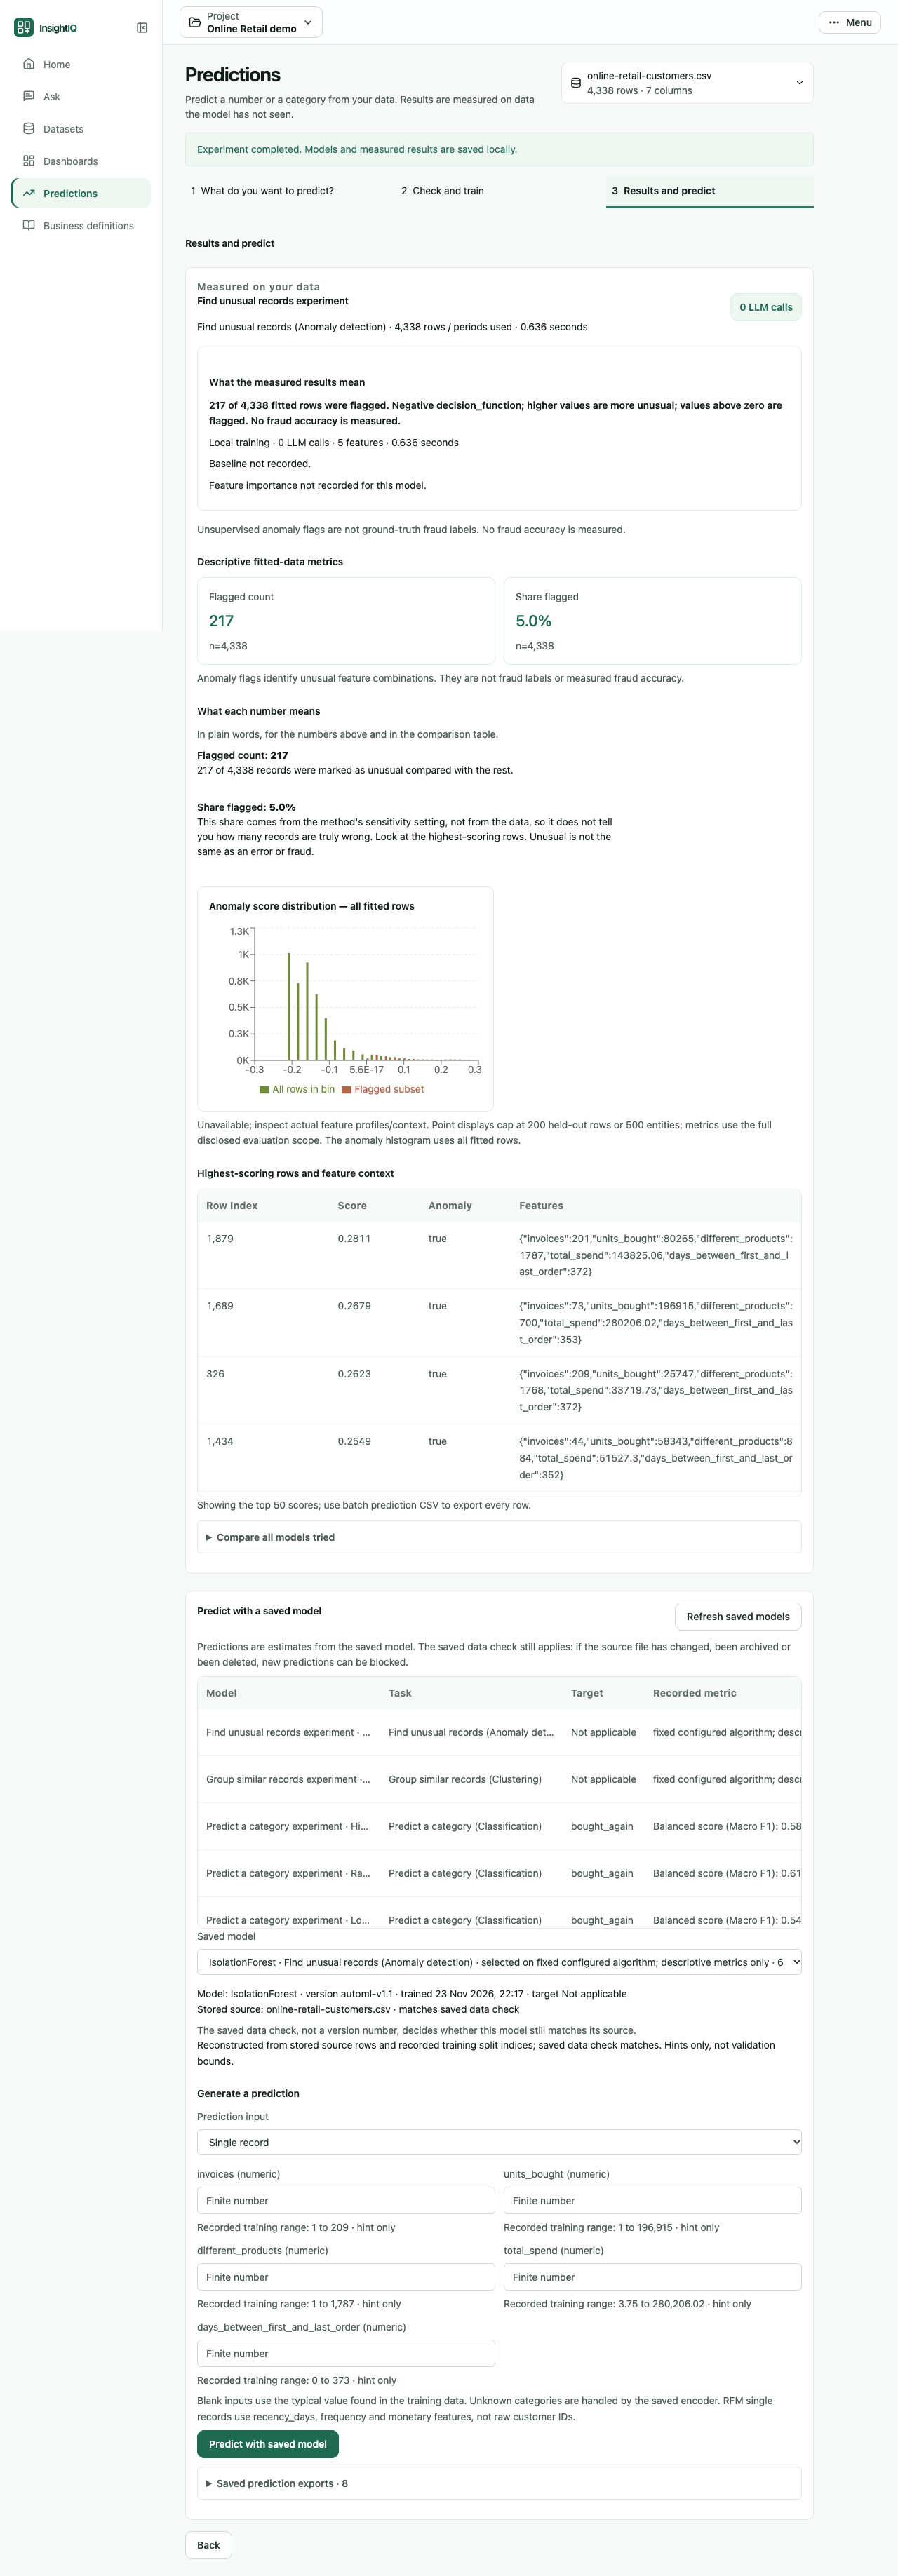 InsightIQ
Home
Ask
Datasets
Dashboards
Predictions
Business definitions
Project
Online Retail demo
Menu
Predictions
Predict a number or a category from your data. Results are measured on data
the model has not seen.
online-retail-customers.csv
4,338 rows · 7 columns
Experiment completed. Models and measured results are saved locally.
1 What do you want to predict?
2 Check and train
3 Results and predict
Results and predict
Measured on your data
Find unusual records experiment
0 LLM calls
Find unusual records (Anomaly detection) · 4,338 rows / periods used · 0.636 seconds
What the measured results mean
217 of 4,338 fitted rows were flagged. Negative decision_function; higher values are more unusual; values above zero are
flagged. No fraud accuracy is measured.
Local training · 0 LLM calls · 5 features · 0.636 seconds
Baseline not recorded.
Feature importance not recorded for this model.
Unsupervised anomaly flags are not ground-truth fraud labels. No fraud accuracy is measured.
Descriptive fitted-data metrics
Flagged count
217
n=4,338
Share flagged
5.0%
n=4,338
Anomaly flags identify unusual feature combinations. They are not fraud labels or measured fraud accuracy.
What each number means
In plain words, for the numbers above and in the comparison table.
Flagged count: 217
217 of 4,338 records were marked as unusual compared with the rest.
Share flagged: 5.0%
This share comes from the method's sensitivity setting, not from the data, so it does not tell
you how many records are truly wrong. Look at the highest-scoring rows. Unusual is not the
same as an error or fraud.
Anomaly score distribution — all fitted rows
1.3K
1K
0.8K
0.5K
0.3K
0K
-0.3 -0.2 -0.1 5.6E-17 0.1 0.2 0.3
All rows in bin Flagged subset
Unavailable; inspect actual feature profiles/context. Point displays cap at 200 held-out rows or 500 entities; metrics use the full
disclosed evaluation scope. The anomaly histogram uses all fitted rows.
Highest-scoring rows and feature context
Row Index Score Anomaly Features
1,879 0.2811 true {"invoices":201,"units_bought":80265,"different_products":
1787,"total_spend":143825.06,"days_between_first_and_l
ast_order":372}
1,689 0.2679 true {"invoices":73,"units_bought":196915,"different_products":
700,"total_spend":280206.02,"days_between_first_and_las
t_order":353}
326 0.2623 true {"invoices":209,"units_bought":25747,"different_products":
1768,"total_spend":33719.73,"days_between_first_and_las
t_order":372}
1,434 0.2549 true {"invoices":44,"units_bought":58343,"different_products":8
84,"total_spend":51527.3,"days_between_first_and_last_or
der":352}
Showing the top 50 scores; use batch prediction CSV to export every row.
Compare all models tried
Predict with a saved model
Refresh saved models
Predictions are estimates from the saved model. The saved data check still applies: if the source file has changed, been archived or
been deleted, new predictions can be blocked.
Model Task Target Recorded metric
Find unusual records experiment · ... Find unusual records (Anomaly det... Not applicable fixed configured algorithm; descr
Group similar records experiment ·... Group similar records (Clustering) Not applicable fixed configured algorithm; descr
Predict a category experiment · Hi... Predict a category (Classification) bought_again Balanced score (Macro F1): 0.58
Predict a category experiment · Ra... Predict a category (Classification) bought_again Balanced score (Macro F1): 0.61
Predict a category experiment · Lo... Predict a category (Classification) bought_again Balanced score (Macro F1): 0.54
Saved model
IsolationForest · Find unusual records (Anomaly detection) · selected on fixed configured algorithm; descriptive metrics only · 6
Model: IsolationForest · version automl-v1.1 · trained 23 Nov 2026, 22:17 · target Not applicable
Stored source: online-retail-customers.csv · matches saved data check
The saved data check, not a version number, decides whether this model still matches its source.
Reconstructed from stored source rows and recorded training split indices; saved data check matches. Hints only, not validation
bounds.
Generate a prediction
Prediction input
Single record
invoices (numeric)
Finite number
Recorded training range: 1 to 209 · hint only
units_bought (numeric)
Finite number
Recorded training range: 1 to 196,915 · hint only
different_products (numeric)
Finite number
Recorded training range: 1 to 1,787 · hint only
total_spend (numeric)
Finite number
Recorded training range: 3.75 to 280,206.02 · hint only
days_between_first_and_last_order (numeric)
Finite number
Recorded training range: 0 to 373 · hint only
Blank inputs use the typical value found in the training data. Unknown categories are handled by the saved encoder. RFM single
records use recency_days, frequency and monetary features, not raw customer IDs.
Predict with saved model
Saved prediction exports · 8
Back